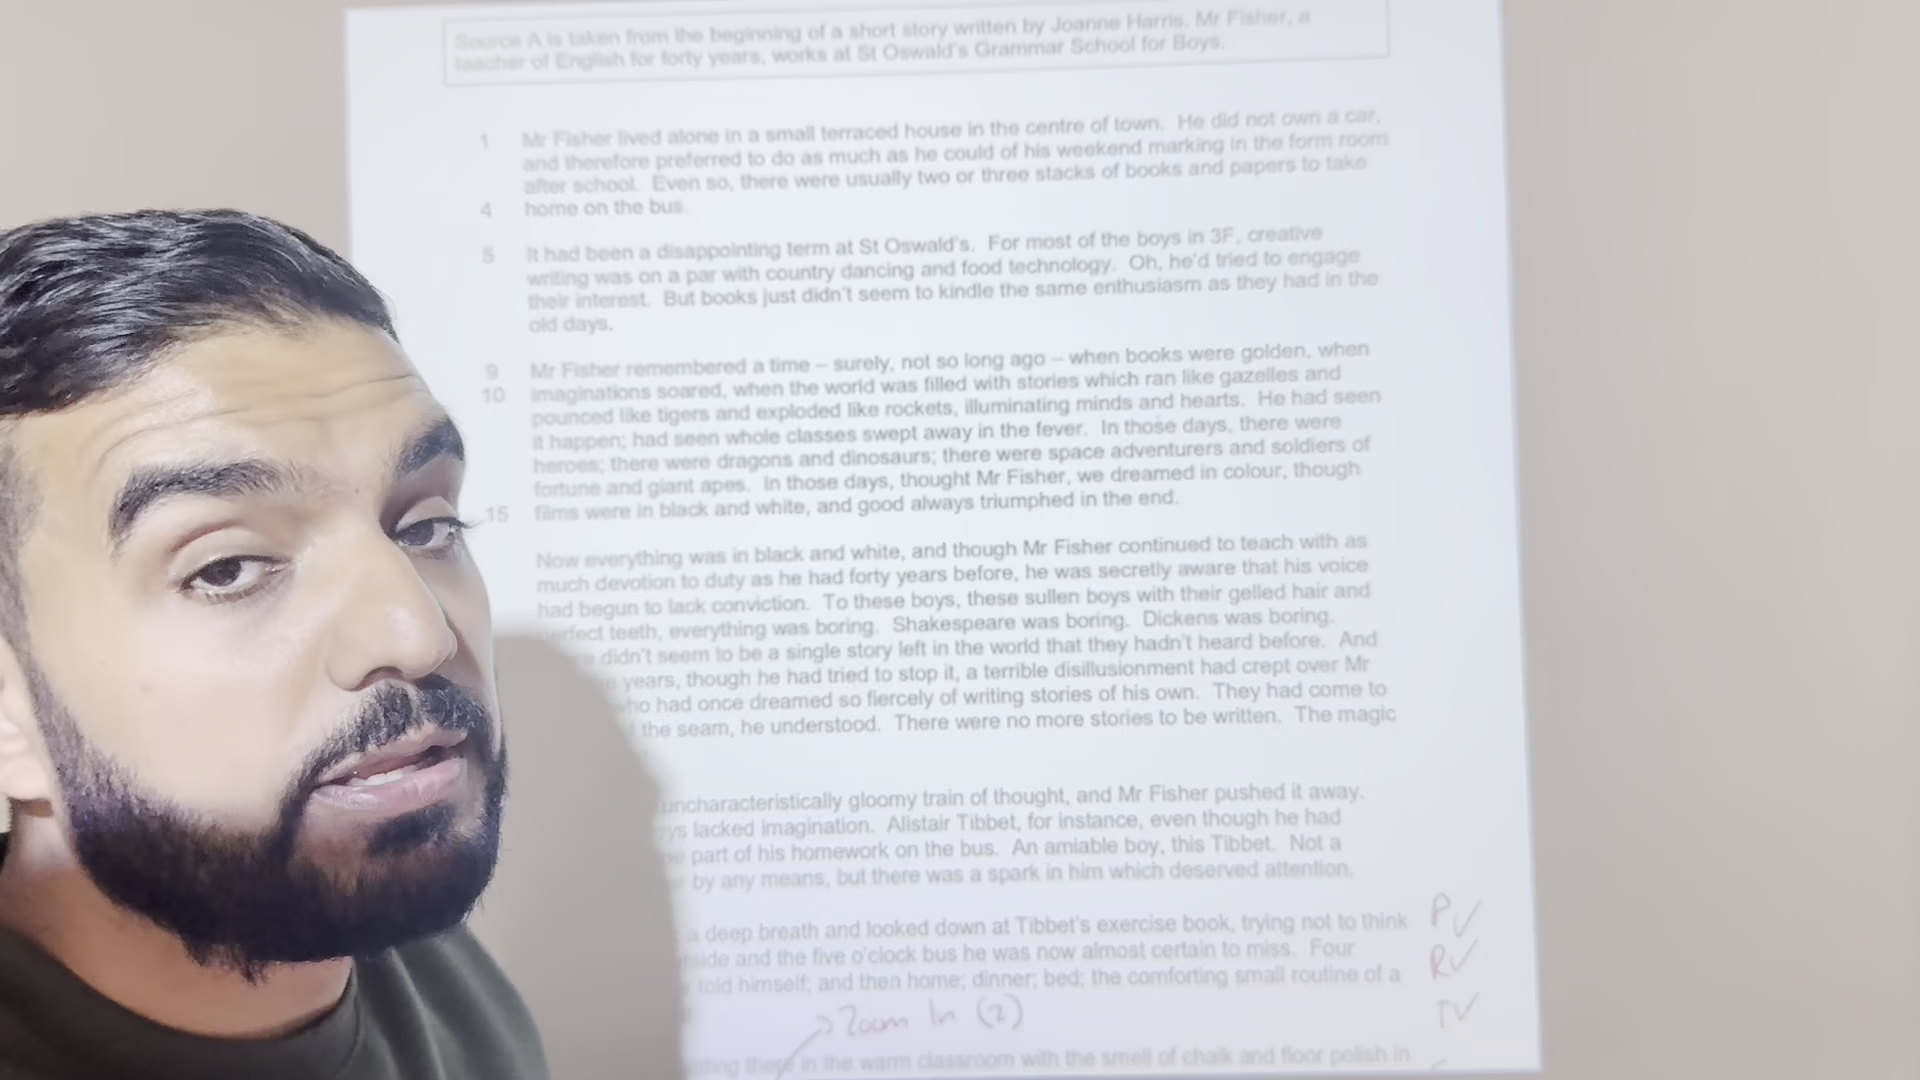 Source A is taken from the beginning of a short story written by Joanne Harris. Mr Fisher, a
teacher of English for forty years, works at St Oswald's Grammar School for Boys.
1 Mr Fisher lived alone in a small terraced house in the centre of town. He did not own a car,
and therefore preferred to do as much as he could of his weekend marking in the form room
after school. Even so, there were usually two or three stacks of books and papers to take
4 home on the bus.
5 It had been a disappointing term at St Oswald's. For most of the boys in 3F, creative
writing was on a par with country dancing and food technology. Oh, he'd tried to engage
their interest. But books just didn't seem to kindle the same enthusiasm as they had in the
old days.
9 Mr Fisher remembered a time – surely, not so long ago – when books were golden, when
10 imaginations soared, when the world was filled with stories which ran like gazelles and
pounced like tigers and exploded like rockets, illuminating minds and hearts. He had seen
it happen; had seen whole classes swept away in the fever. In those days, there were
heroes; there were dragons and dinosaurs; there were space adventurers and soldiers of
fortune and giant apes. In those days, thought Mr Fisher, we dreamed in colour, though
15 films were in black and white, and good always triumphed in the end.
Now everything was in black and white, and though Mr Fisher continued to teach with as
much devotion to duty as he had forty years before, he was secretly aware that his voice
had begun to lack conviction. To these boys, these sullen boys with their gelled hair and
perfect teeth, everything was boring. Shakespeare was boring. Dickens was boring.
didn't seem to be a single story left in the world that they hadn't heard before. And
years, though he had tried to stop it, a terrible disillusionment had crept over Mr
who had once dreamed so fiercely of writing stories of his own. They had come to
the seam, he understood. There were no more stories to be written. The magic
uncharacteristically gloomy train of thought, and Mr Fisher pushed it away.
lacked imagination. Alistair Tibbet, for instance, even though he had
part of his homework on the bus. An amiable boy, this Tibbet. Not a
by any means, but there was a spark in him which deserved attention.
a deep breath and looked down at Tibbet's exercise book, trying not to think
and the five o'clock bus he was now almost certain to miss. Four
told himself; and then home; dinner; bed; the comforting small routine of a
Zoom In (2)
there in the warm classroom with the smell of chalk and floor polish in
P✓
R✓
T✓